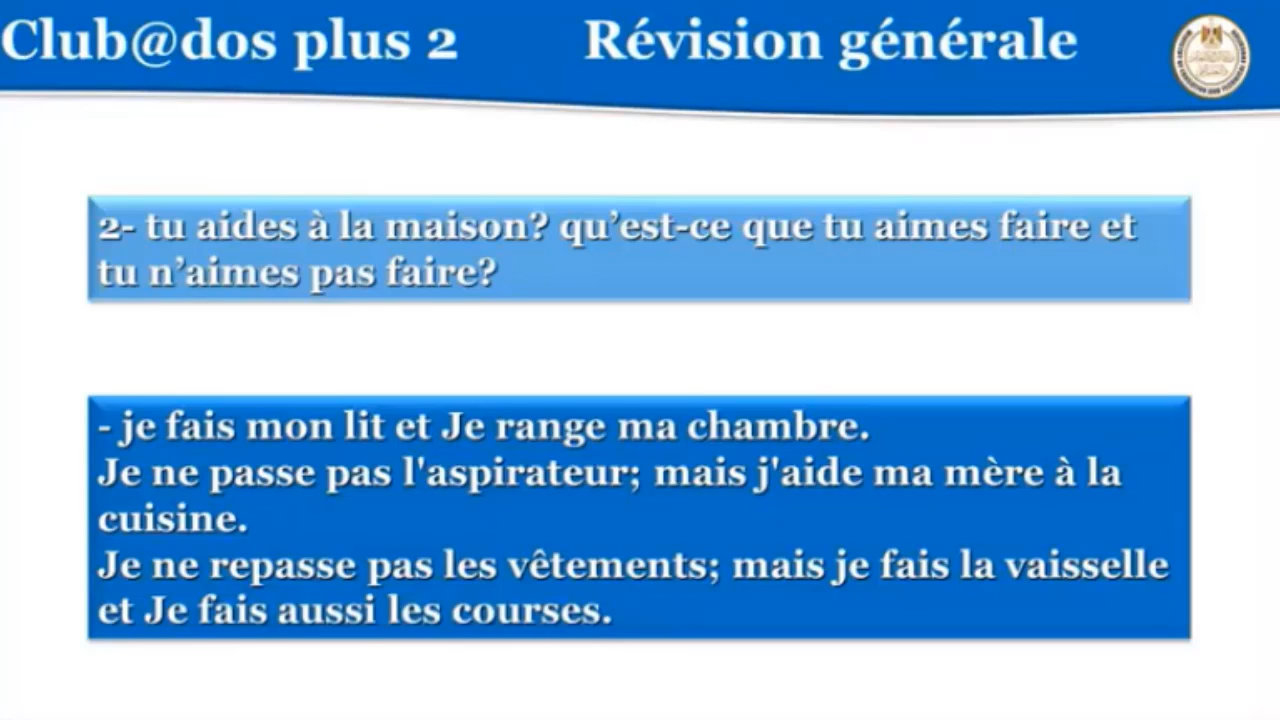 Club@dos plus 2 Révision générale
2- tu aides à la maison? qu’est-ce que tu aimes faire et
tu n’aimes pas faire?
- je fais mon lit et Je range ma chambre.
Je ne passe pas l'aspirateur; mais j'aide ma mère à la
cuisine.
Je ne repasse pas les vêtements; mais je fais la vaisselle
et Je fais aussi les courses.